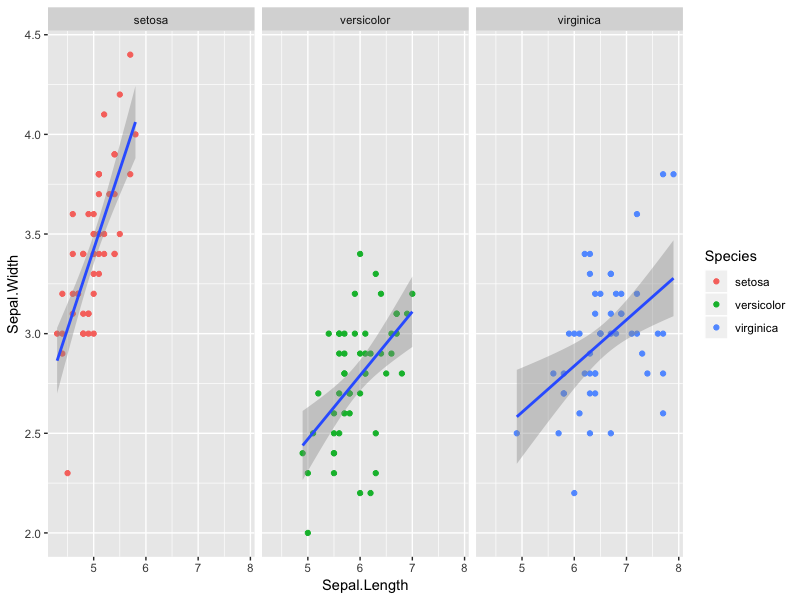 setosa versicolor virginica
4.5
4.0
3.5
3.0
2.5
2.0
Sepal.Width
5 6 7 8 5 6 7 8 5 6 7 8
Sepal.Length
Species
setosa
versicolor
virginica